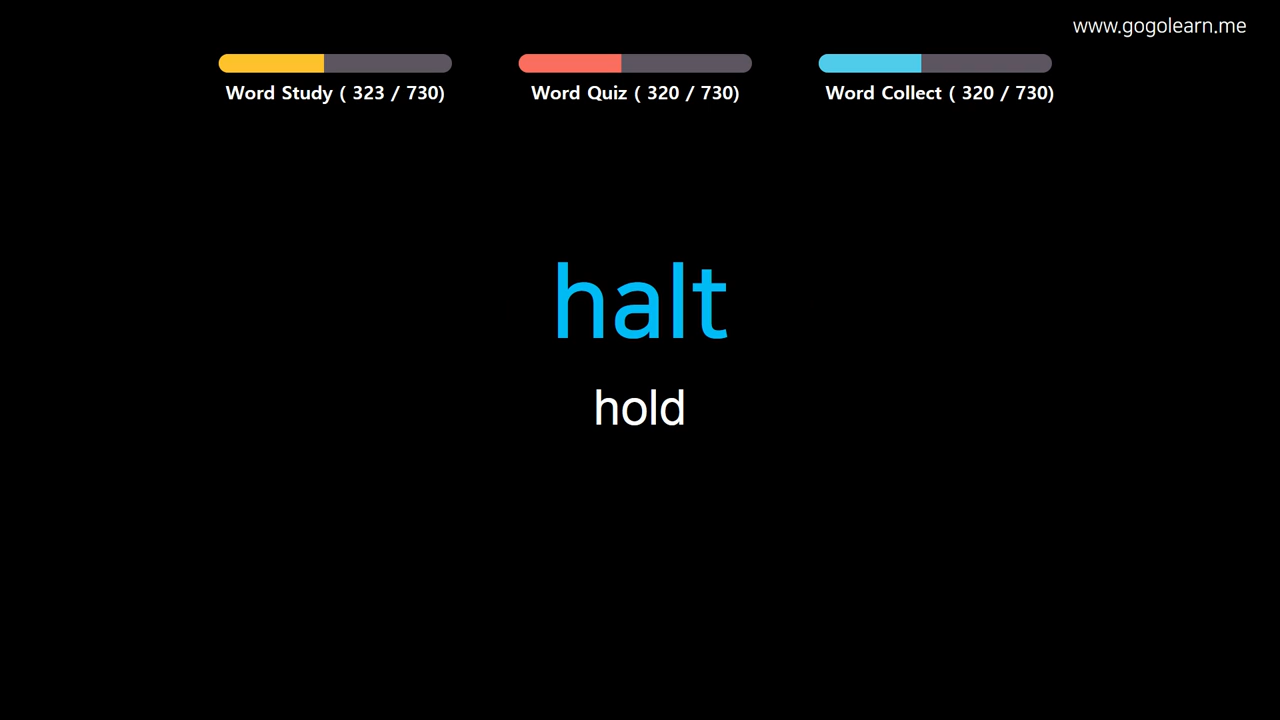 www.gogolearn.me
Word Study ( 323 / 730)
Word Quiz ( 320 / 730)
Word Collect ( 320 / 730)
halt
hold